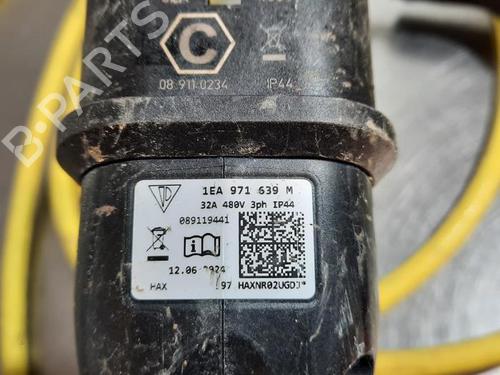 C
08 911 0234 IP44
B-PARTS
1EA 971 639 M
32A 480V 3ph IP44
089119441
12.06.2024
HAX 97 HAXNR02UGDJ*